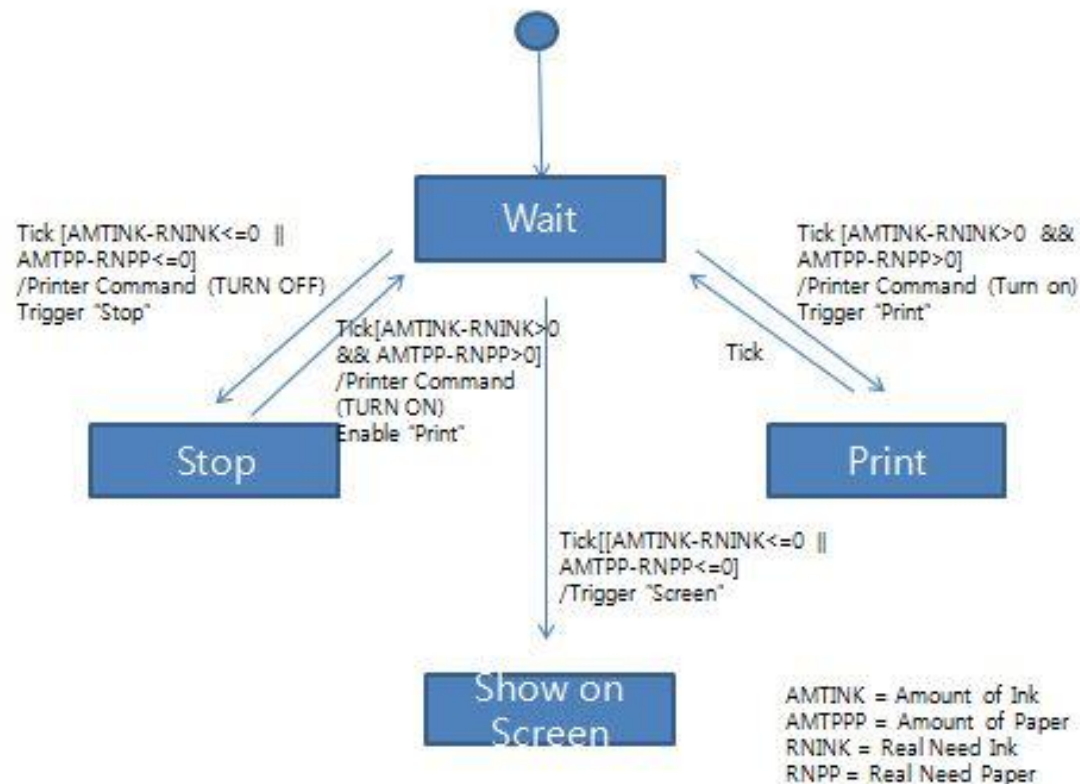 Wait
Tick [AMTINK-RNINK<=0 ||
AMTPP-RNPP<=0]
/Printer Command (TURN OFF)
Trigger "Stop"
Tick [AMTINK-RNINK>0 &&
AMTPP-RNPP>0]
/Printer Command (Turn on)
Trigger "Print"
Tick[AMTINK-RNINK>0
&& AMTPP-RNPP>0]
/Printer Command
(TURN ON)
Enable "Print"
Tick
Stop
Print
Tick[[AMTINK-RNINK<=0 ||
AMTPP-RNPP<=0]
/Trigger "Screen"
Show on
Screen
AMTINK = Amount of Ink
AMTPPP = Amount of Paper
RNINK = Real Need Ink
RNPP = Real Need Paper